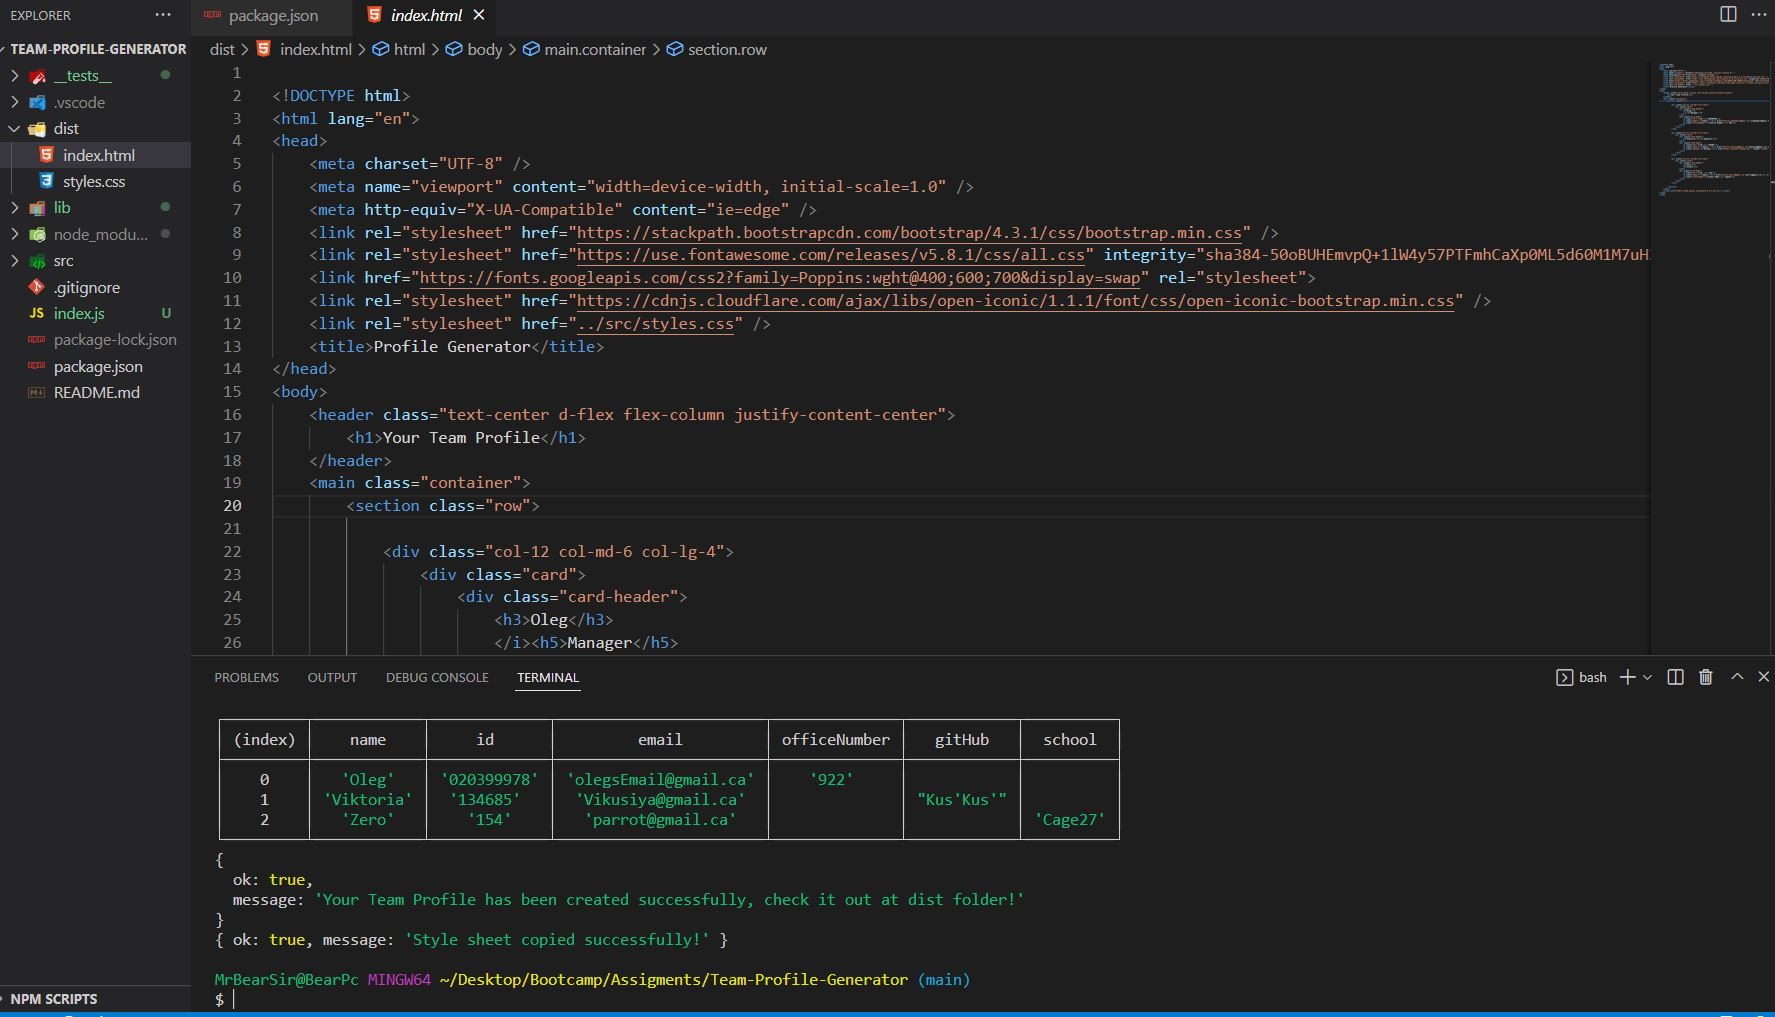 EXPLORER ···
TEAM-PROFILE-GENERATOR
__tests__
.vscode
dist
index.html
styles.css
lib
node_modu...
src
.gitignore
JS index.js U
package-lock.json
package.json
README.md
NPM SCRIPTS
package.json
index.html
dist > index.html > html > body > main.container > section.row
1
2 <!DOCTYPE html>
3 <html lang="en">
4 <head>
5 <meta charset="UTF-8" />
6 <meta name="viewport" content="width=device-width, initial-scale=1.0" />
7 <meta http-equiv="X-UA-Compatible" content="ie=edge" />
8 <link rel="stylesheet" href="https://stackpath.bootstrapcdn.com/bootstrap/4.3.1/css/bootstrap.min.css" />
9 <link rel="stylesheet" href="https://use.fontawesome.com/releases/v5.8.1/css/all.css" integrity="sha384-50oBUHEmvpQ+1lW4y57PTFmhCaXp0ML5d60M1M7uH
10 <link href="https://fonts.googleapis.com/css2?family=Poppins:wght@400;600;700&display=swap" rel="stylesheet">
11 <link rel="stylesheet" href="https://cdnjs.cloudflare.com/ajax/libs/open-iconic/1.1.1/font/css/open-iconic-bootstrap.min.css" />
12 <link rel="stylesheet" href="../src/styles.css" />
13 <title>Profile Generator</title>
14 </head>
15 <body>
16 <header class="text-center d-flex flex-column justify-content-center">
17 <h1>Your Team Profile</h1>
18 </header>
19 <main class="container">
20 <section class="row">
21
22 <div class="col-12 col-md-6 col-lg-4">
23 <div class="card">
24 <div class="card-header">
25 <h3>Oleg</h3>
26 </i><h5>Manager</h5>
PROBLEMS OUTPUT DEBUG CONSOLE TERMINAL
bash
(index) name id email officeNumber gitHub school
0 'Oleg' '020399978' 'olegsEmail@gmail.ca' '922'
1 'Viktoria' '134685' 'Vikusiya@gmail.ca' "Kus'Kus'"
2 'Zero' '154' 'parrot@gmail.ca' 'Cage27'
{
ok: true,
message: 'Your Team Profile has been created successfully, check it out at dist folder!'
}
{ ok: true, message: 'Style sheet copied successfully!' }
MrBearSir@BearPc MINGW64 ~/Desktop/Bootcamp/Assigments/Team-Profile-Generator (main)
$